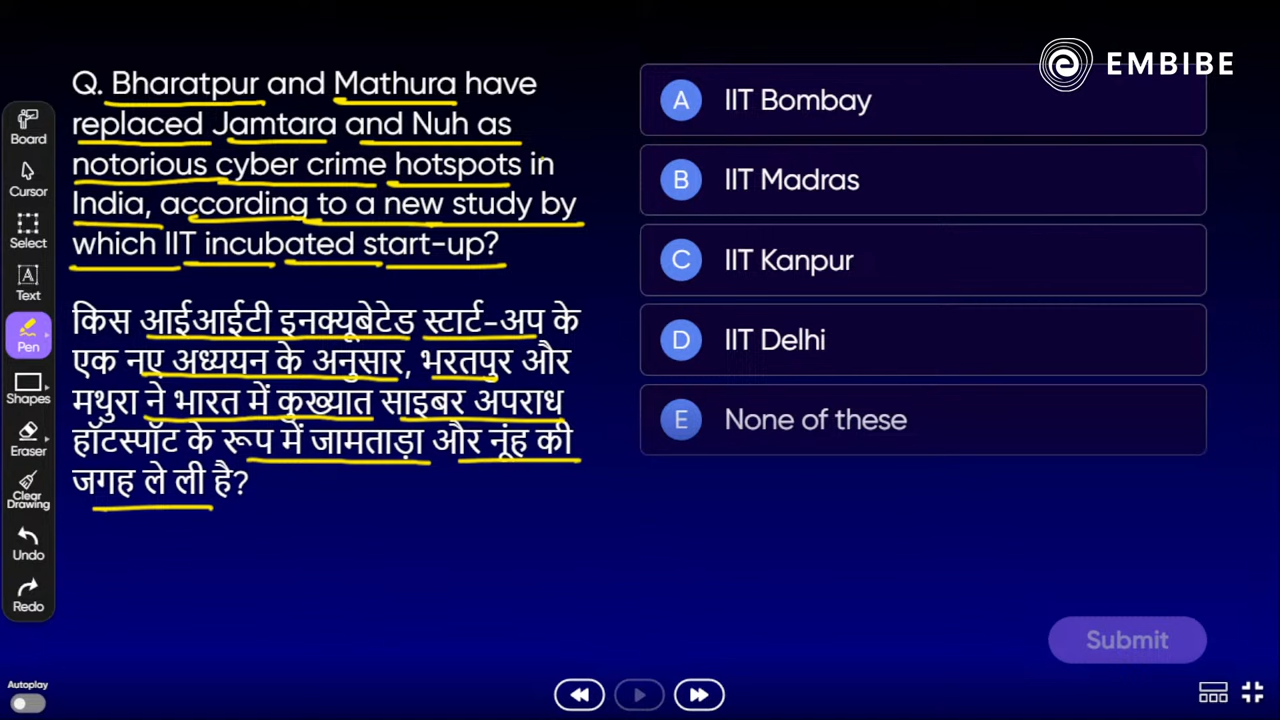 EMBIBE
Q. Bharatpur and Mathura have
replaced Jamtara and Nuh as
notorious cyber crime hotspots in
India, according to a new study by
which IIT incubated start-up?
किस आईआईटी इनक्यूबेटेड स्टार्ट-अप के
एक नए अध्ययन के अनुसार, भरतपुर और
मथुरा ने भारत में कुख्यात साइबर अपराध
हॉटस्पॉट के रूप में जामताड़ा और नूंह की
जगह ले ली है?
A IIT Bombay
B IIT Madras
C IIT Kanpur
D IIT Delhi
E None of these
Submit
Board
Cursor
Select
A
Text
Pen
Shapes
Eraser
Clear
Drawing
Undo
Redo
Autoplay